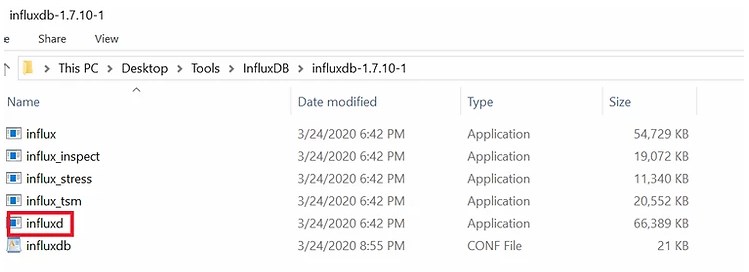 influxdb-1.7.10-1
e Share View
This PC > Desktop > Tools > InfluxDB > influxdb-1.7.10-1
Name Date modified Type Size
influx 3/24/2020 6:42 PM Application 54,729 KB
influx_inspect 3/24/2020 6:42 PM Application 19,072 KB
influx_stress 3/24/2020 6:42 PM Application 11,340 KB
influx_tsm 3/24/2020 6:42 PM Application 20,552 KB
influxd 3/24/2020 6:42 PM Application 66,389 KB
influxdb 3/24/2020 8:55 PM CONF File 21 KB